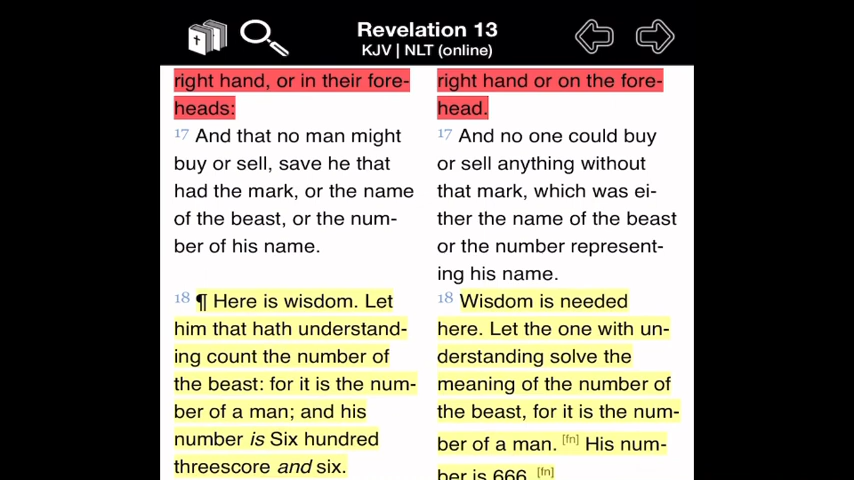 Revelation 13
KJV | NLT (online)
right hand, or in their fore-
heads:
17 And that no man might
buy or sell, save he that
had the mark, or the name
of the beast, or the num-
ber of his name.
18 ¶ Here is wisdom. Let
him that hath understand-
ing count the number of
the beast: for it is the num-
ber of a man; and his
number is Six hundred
threescore and six.
right hand or on the fore-
head.
17 And no one could buy
or sell anything without
that mark, which was ei-
ther the name of the beast
or the number represent-
ing his name.
18 Wisdom is needed
here. Let the one with un-
derstanding solve the
meaning of the number of
the beast, for it is the num-
ber of a man. [fn] His num-
ber is 666. [fn]